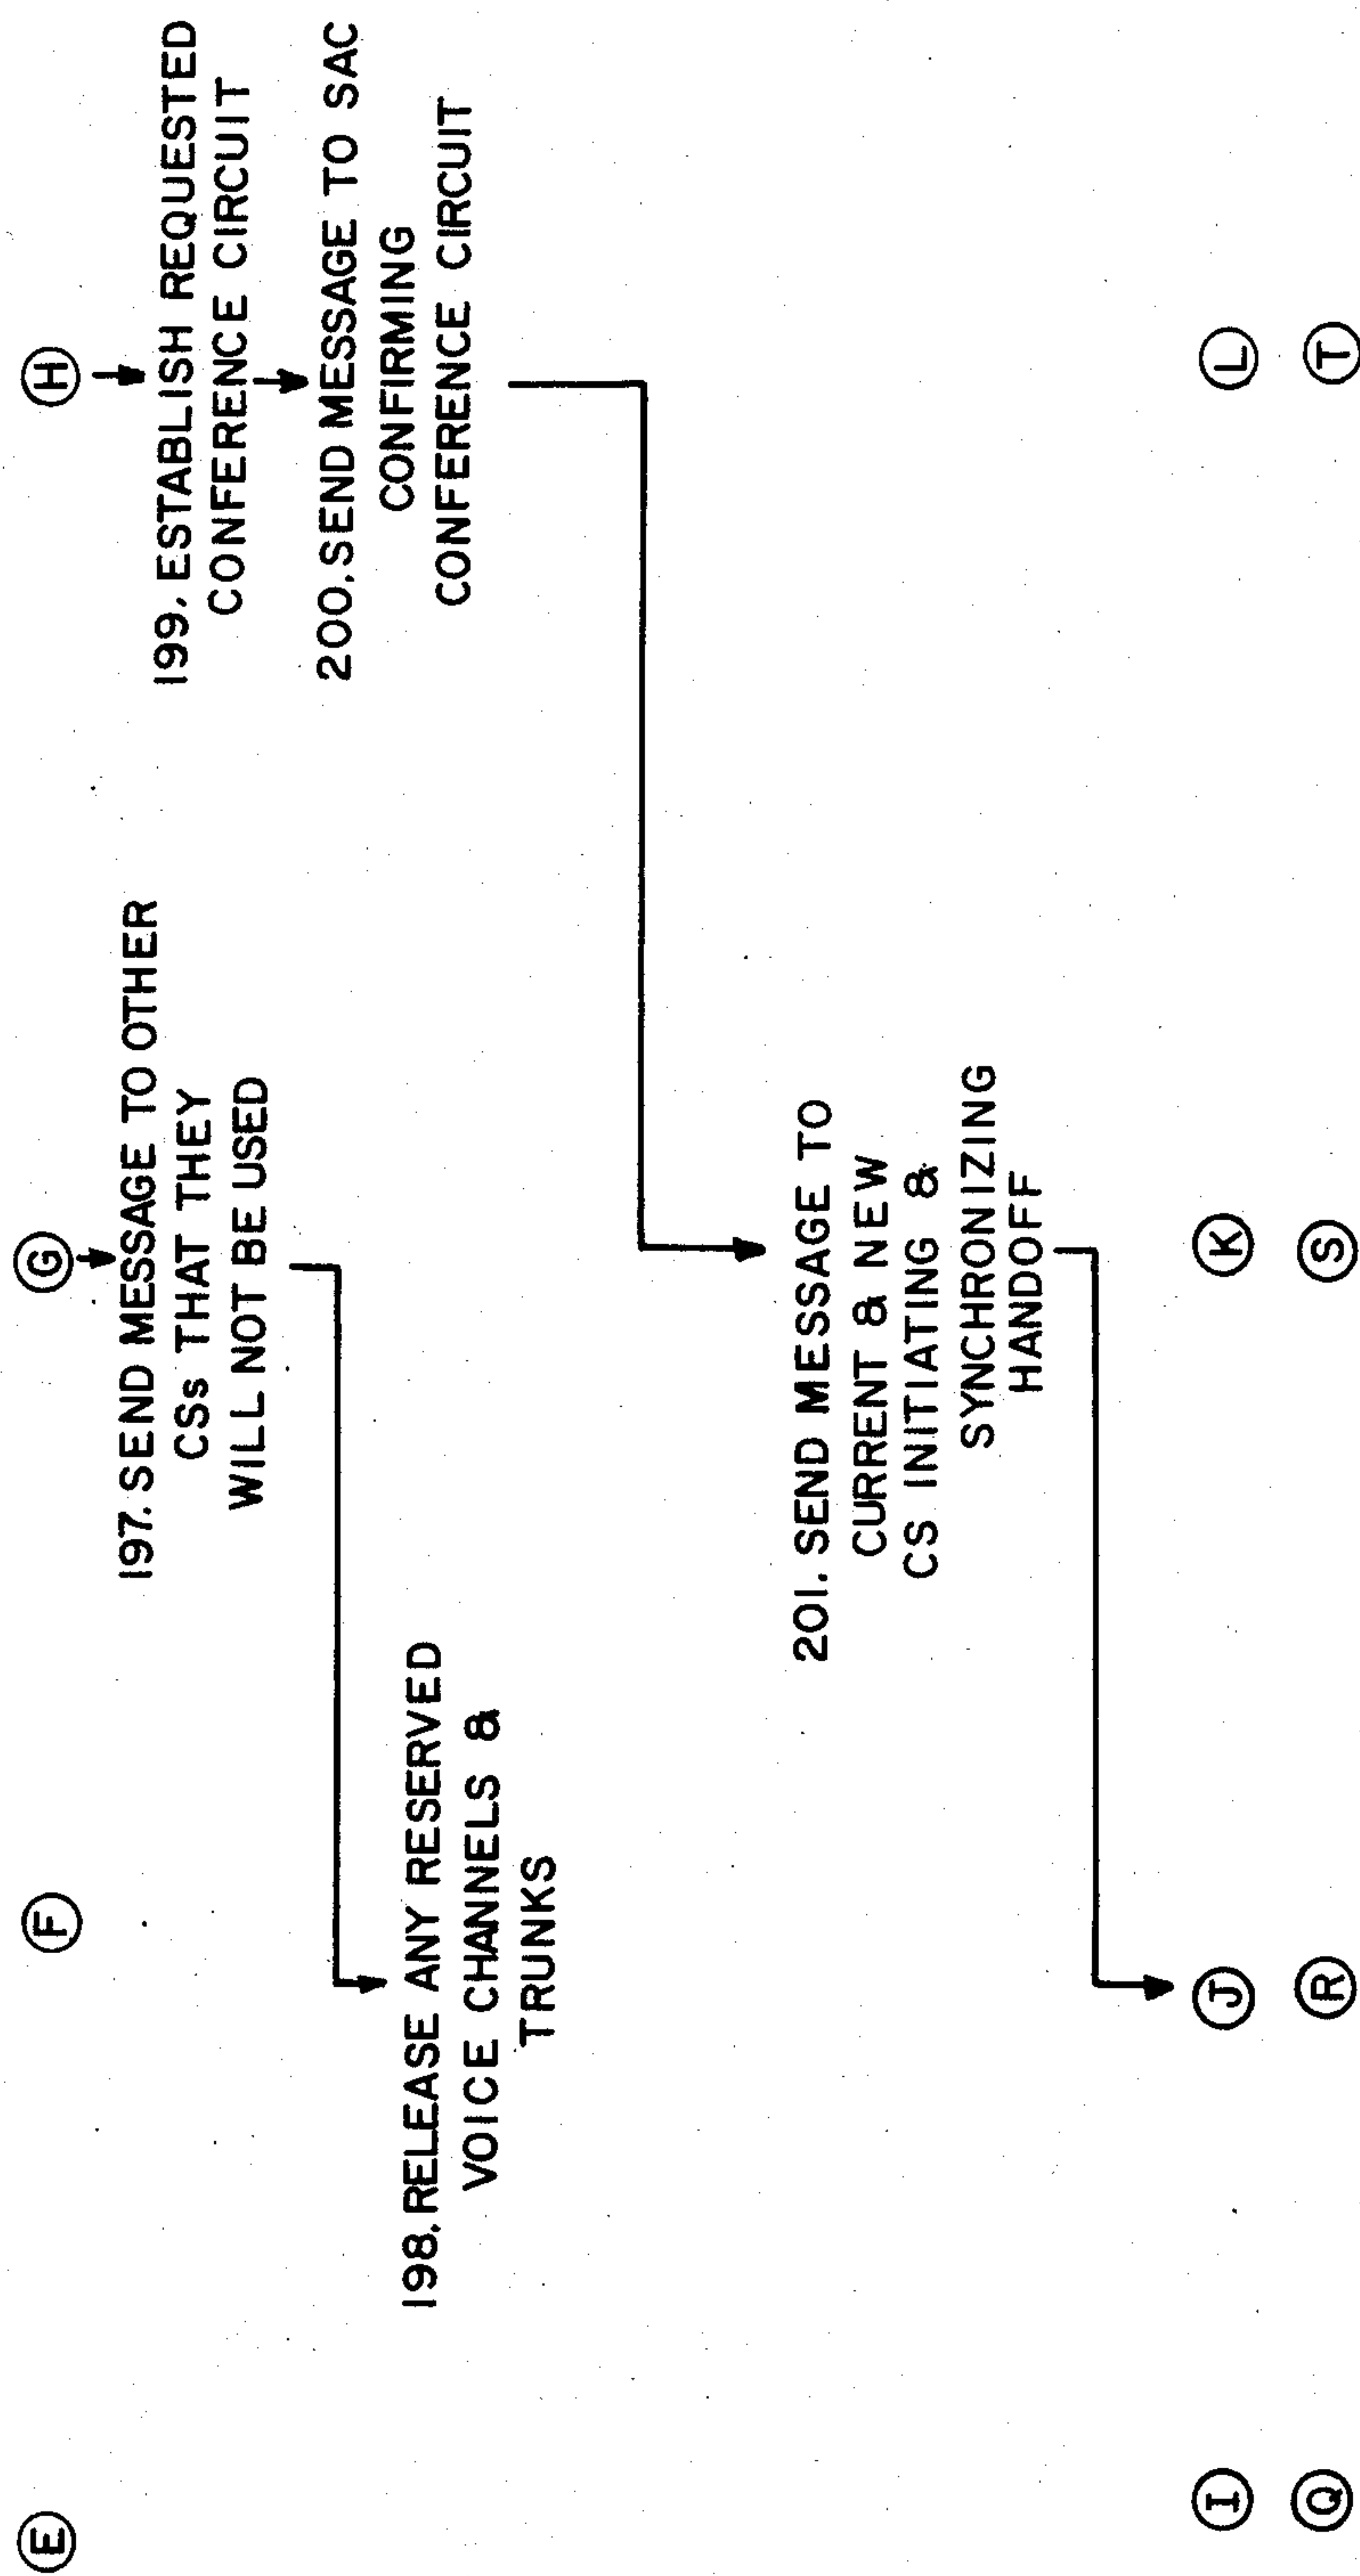 E
F
G
H
197. SEND MESSAGE TO OTHER
CSs THAT THEY
WILL NOT BE USED
199. ESTABLISH REQUESTED
CONFERENCE CIRCUIT
198. RELEASE ANY RESERVED
VOICE CHANNELS &
TRUNKS
200. SEND MESSAGE TO SAC
CONFIRMING
CONFERENCE CIRCUIT
201. SEND MESSAGE TO
CURRENT & NEW
CS INITIATING &
SYNCHRONIZING
HANDOFF
I
J
K
L
Q
R
S
T